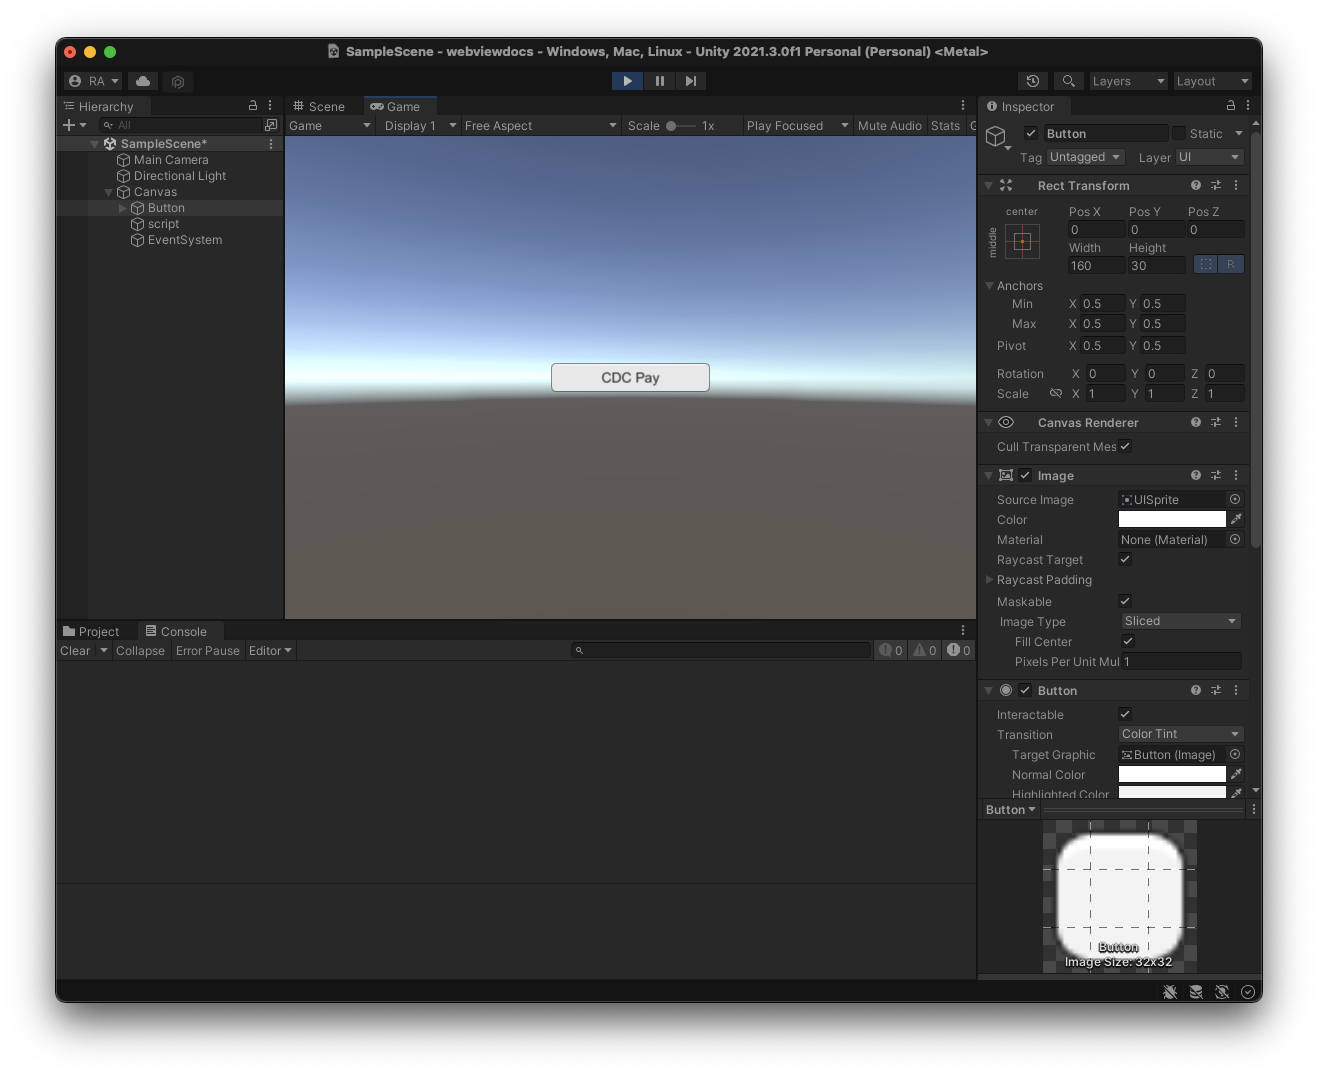 SampleScene - webviewdocs - Windows, Mac, Linux - Unity 2021.3.0f1 Personal (Personal) <Metal>
RA
Layers
Layout
Hierarchy
All
SampleScene*
Main Camera
Directional Light
Canvas
Button
script
EventSystem
Scene
Game
Game
Display 1
Free Aspect
Scale
1x
Play Focused
Mute Audio
Stats
G
CDC Pay
Project
Console
Clear
Collapse
Error Pause
Editor
0
0
0
Inspector
Button
Static
Tag Untagged
Layer UI
Rect Transform
center
middle
Pos X Pos Y Pos Z
0 0 0
Width Height
160 30
R
Anchors
Min X 0.5 Y 0.5
Max X 0.5 Y 0.5
Pivot X 0.5 Y 0.5
Rotation X 0 Y 0 Z 0
Scale X 1 Y 1 Z 1
Canvas Renderer
Cull Transparent Mes
Image
Source Image UISprite
Color
Material None (Material)
Raycast Target
Raycast Padding
Maskable
Image Type Sliced
Fill Center
Pixels Per Unit Mul 1
Button
Interactable
Transition Color Tint
Target Graphic Button (Image)
Normal Color
Highlighted Color
Button
Button
Image Size: 32x32